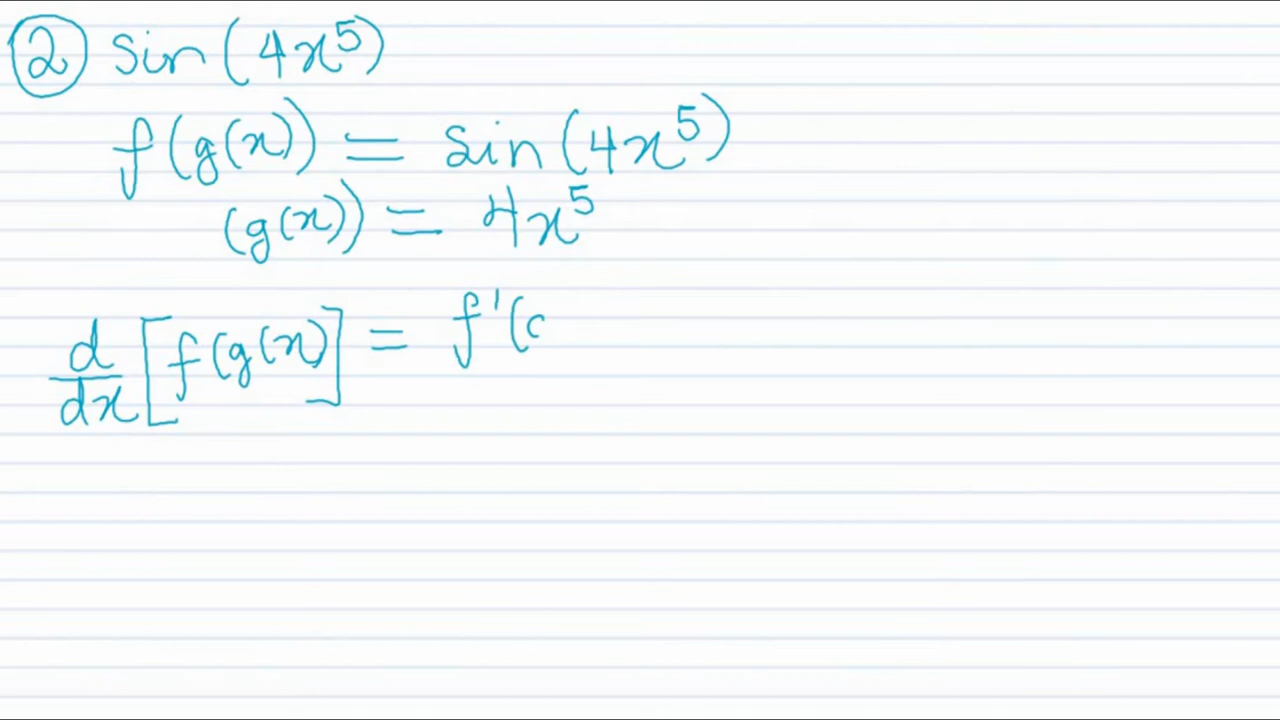 ② sin(4x⁵)
f(g(x)) = sin(4x⁵)
(g(x)) = 4x⁵
d/dx [f(g(x)] = f'(